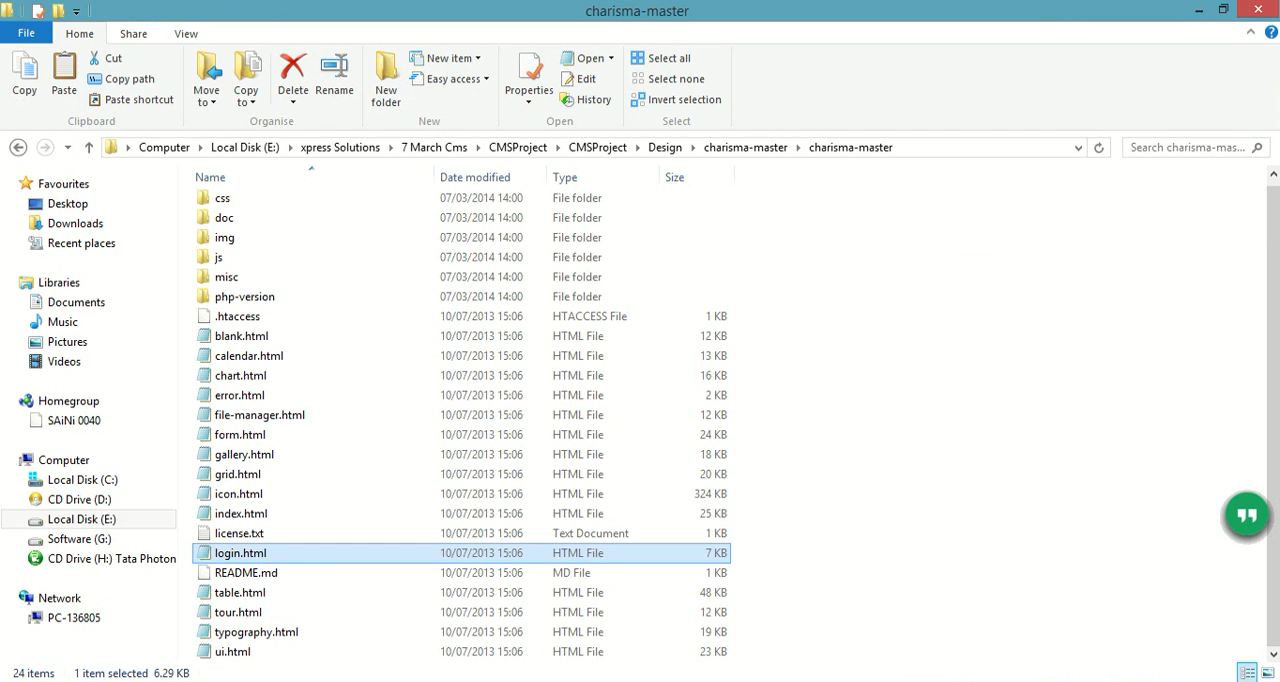 charisma-master
File Home Share View
Copy Paste Cut Copy path Paste shortcut
Move to Copy to Delete Rename
New folder New item Easy access
Properties Open Edit History
Select all Select none Invert selection
Clipboard Organise New Open Select
Computer Local Disk (E:) xpress Solutions 7 March Cms CMSProject CMSProject Design charisma-master charisma-master Search charisma-mas...
Favourites
Desktop
Downloads
Recent places
Libraries
Documents
Music
Pictures
Videos
Homegroup
SAiNi 0040
Computer
Local Disk (C:)
CD Drive (D:)
Local Disk (E:)
Software (G:)
CD Drive (H:) Tata Photon
Network
PC-136805
Name Date modified Type Size
css 07/03/2014 14:00 File folder
doc 07/03/2014 14:00 File folder
img 07/03/2014 14:00 File folder
js 07/03/2014 14:00 File folder
misc 07/03/2014 14:00 File folder
php-version 07/03/2014 14:00 File folder
.htaccess 10/07/2013 15:06 HTACCESS File 1 KB
blank.html 10/07/2013 15:06 HTML File 12 KB
calendar.html 10/07/2013 15:06 HTML File 13 KB
chart.html 10/07/2013 15:06 HTML File 16 KB
error.html 10/07/2013 15:06 HTML File 2 KB
file-manager.html 10/07/2013 15:06 HTML File 12 KB
form.html 10/07/2013 15:06 HTML File 24 KB
gallery.html 10/07/2013 15:06 HTML File 18 KB
grid.html 10/07/2013 15:06 HTML File 20 KB
icon.html 10/07/2013 15:06 HTML File 324 KB
index.html 10/07/2013 15:06 HTML File 25 KB
license.txt 10/07/2013 15:06 Text Document 1 KB
login.html 10/07/2013 15:06 HTML File 7 KB
README.md 10/07/2013 15:06 MD File 1 KB
table.html 10/07/2013 15:06 HTML File 48 KB
tour.html 10/07/2013 15:06 HTML File 12 KB
typography.html 10/07/2013 15:06 HTML File 19 KB
ui.html 10/07/2013 15:06 HTML File 23 KB
24 items 1 item selected 6.29 KB